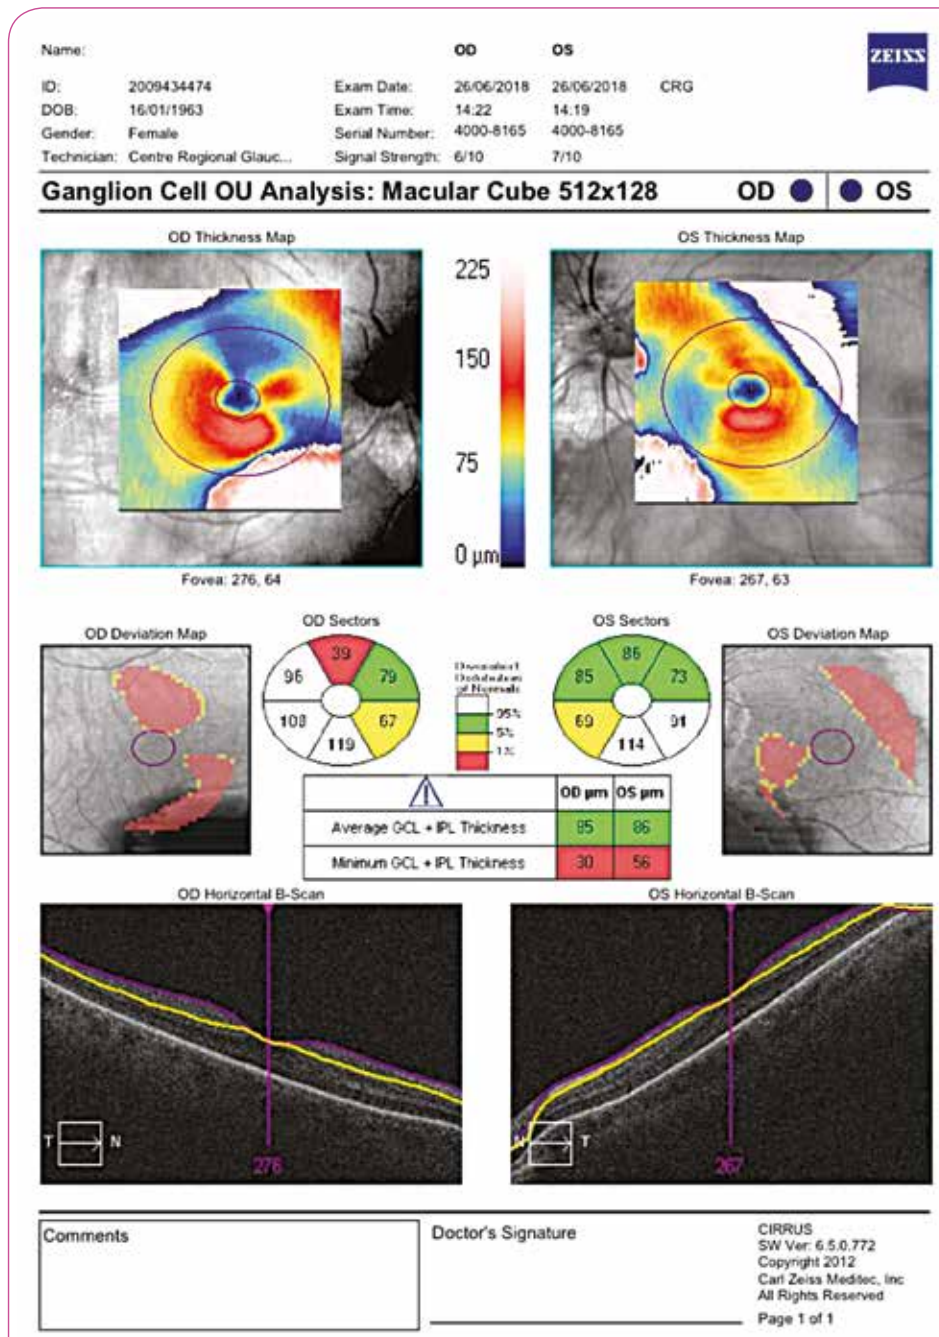 Name: OD OS
ZEISS
ID: 2009434474 Exam Date: 26/06/2018 26/06/2018 CRG
DOB: 16/01/1963 Exam Time: 14:22 14:19
Gender: Female Serial Number: 4000-8165 4000-8165
Technician: Centre Regional Glauc... Signal Strength: 6/10 7/10
Ganglion Cell OU Analysis: Macular Cube 512x128 OD OS
OD Thickness Map OS Thickness Map
225
150
75
0 µm
Fovea: 276, 64 Fovea: 267, 63
OD Deviation Map OD Sectors OS Sectors OS Deviation Map
39 79 67 119 108 96
of Normals
95%
5%
1%
86 73 91 114 69 85
OD µm OS µm
Average GCL + IPL Thickness 85 86
Minimum GCL + IPL Thickness 30 56
OD Horizontal B-Scan OS Horizontal B-Scan
T N
276
N T
267
Comments Doctor's Signature
CIRRUS
SW Ver: 6.5.0.772
Copyright 2012
Carl Zeiss Meditec, Inc
All Rights Reserved
Page 1 of 1